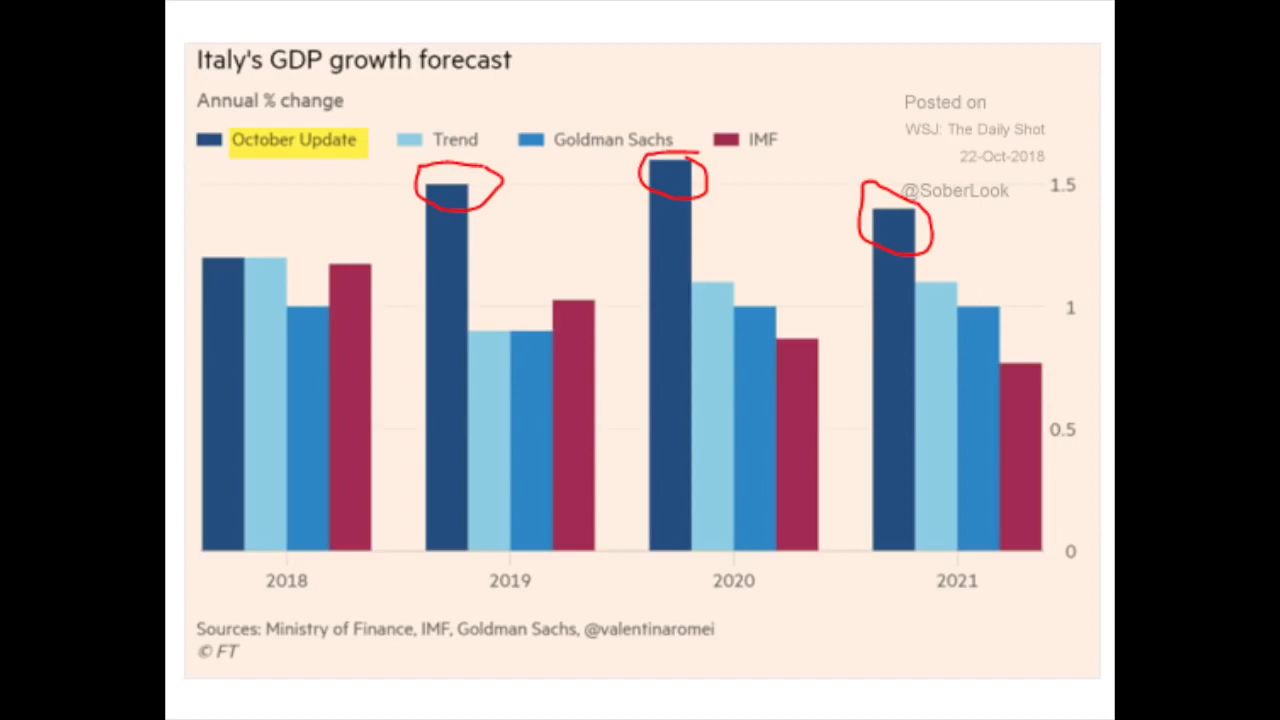 Italy's GDP growth forecast
Annual % change
October Update Trend Goldman Sachs IMF
Posted on
WSJ: The Daily Shot
22-Oct-2018
@SoberLook
1.5
1
0.5
0
2018 2019 2020 2021
Sources: Ministry of Finance, IMF, Goldman Sachs, @valentinaromei
© FT